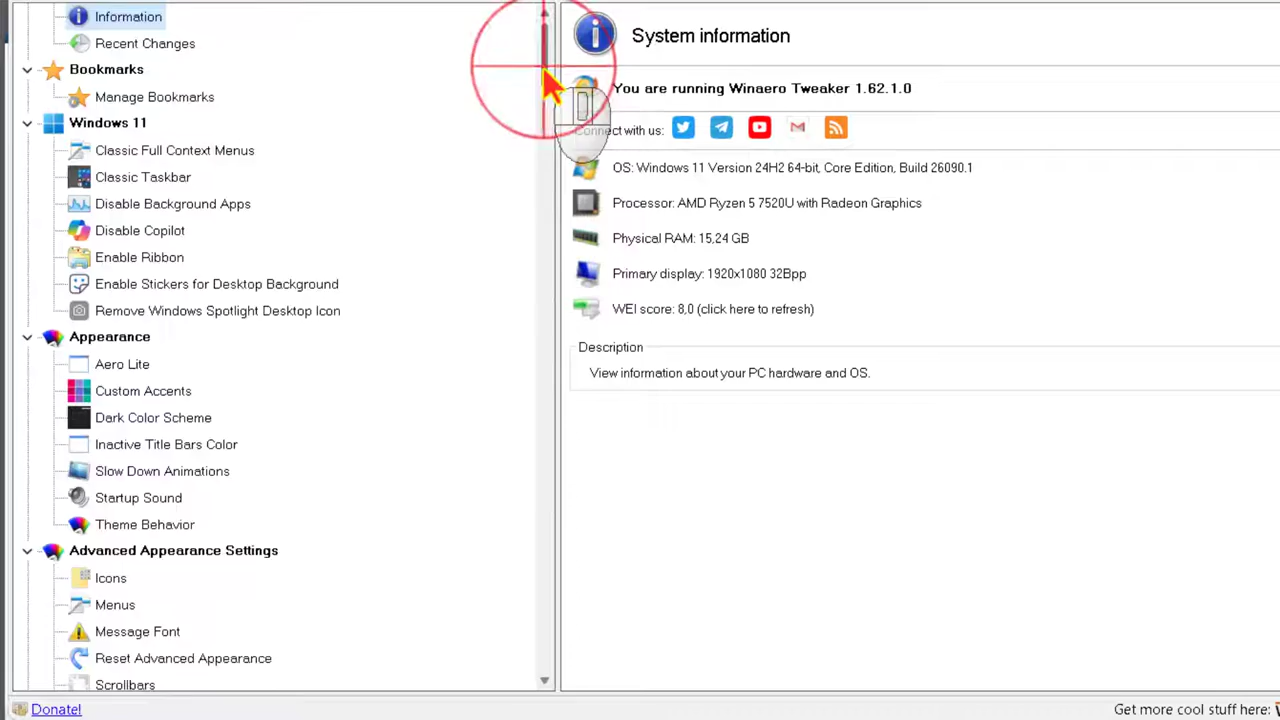 Information
Recent Changes
Bookmarks
Manage Bookmarks
Windows 11
Classic Full Context Menus
Classic Taskbar
Disable Background Apps
Disable Copilot
Enable Ribbon
Enable Stickers for Desktop Background
Remove Windows Spotlight Desktop Icon
Appearance
Aero Lite
Custom Accents
Dark Color Scheme
Inactive Title Bars Color
Slow Down Animations
Startup Sound
Theme Behavior
Advanced Appearance Settings
Icons
Menus
Message Font
Reset Advanced Appearance
Scrollbars
System information
You are running Winaero Tweaker 1.62.1.0
Connect with us:
OS: Windows 11 Version 24H2 64-bit, Core Edition, Build 26090.1
Processor: AMD Ryzen 5 7520U with Radeon Graphics
Physical RAM: 15,24 GB
Primary display: 1920x1080 32Bpp
WEI score: 8,0 (click here to refresh)
Description
View information about your PC hardware and OS.
Donate!
Get more cool stuff here: